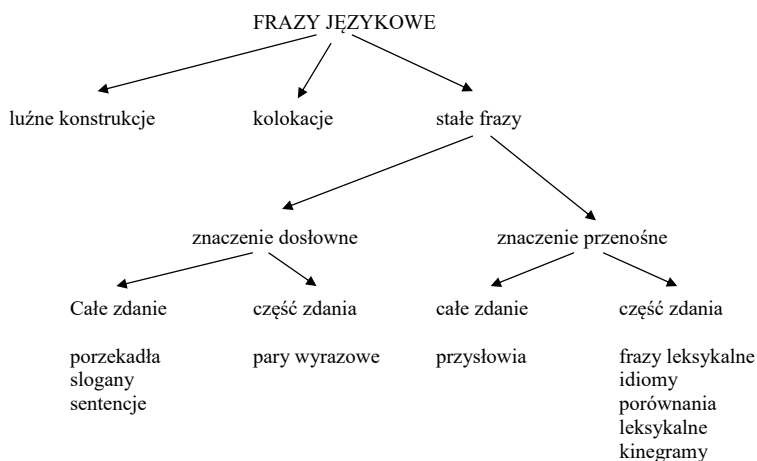 FRAZY JĘZYKOWE
luźne konstrukcje
kolokacje
stałe frazy
znaczenie dosłowne
znaczenie przenośne
Całe zdanie
część zdania
całe zdanie
część zdania
porzekadła
slogany
sentencje
pary wyrazowe
przysłowia
frazy leksykalne
idiomy
porównania
leksykalne
kinegramy